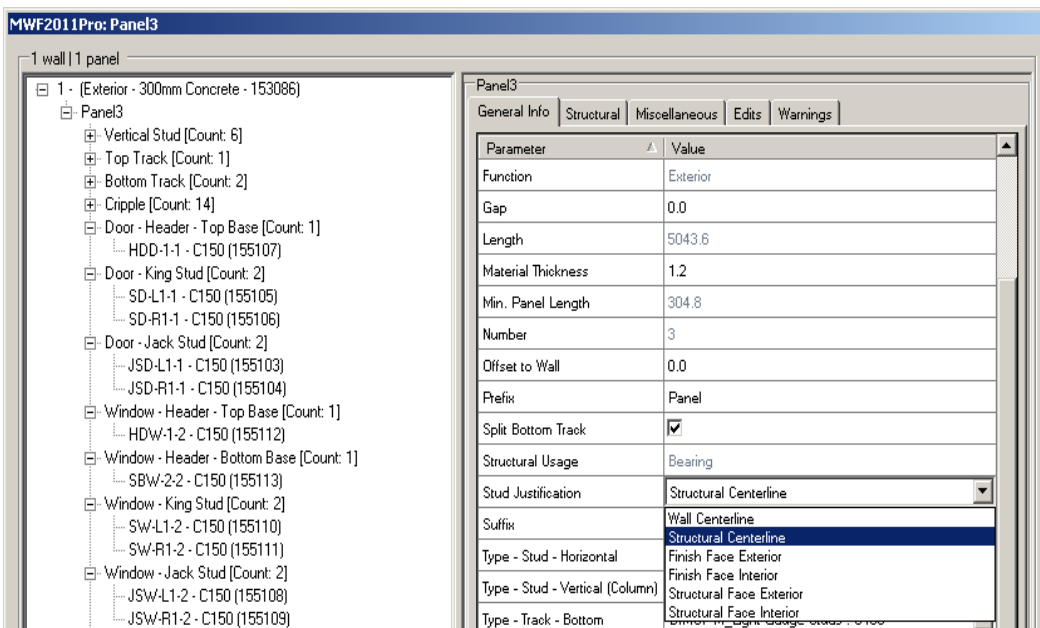 MWF2011Pro: Panel3
1 wall | 1 panel
1 - (Exterior - 300mm Concrete - 153086)
Panel3
Vertical Stud [Count: 6]
Top Track [Count: 1]
Bottom Track [Count: 2]
Cripple [Count: 14]
Door - Header - Top Base [Count: 1]
HDD-1-1 - C150 (155107)
Door - King Stud [Count: 2]
SD-L1-1 - C150 (155105)
SD-R1-1 - C150 (155106)
Door - Jack Stud [Count: 2]
JSD-L1-1 - C150 (155103)
JSD-R1-1 - C150 (155104)
Window - Header - Top Base [Count: 1]
HDW-1-2 - C150 (155112)
Window - Header - Bottom Base [Count: 1]
SBW-2-2 - C150 (155113)
Window - King Stud [Count: 2]
SW-L1-2 - C150 (155110)
SW-R1-2 - C150 (155111)
Window - Jack Stud [Count: 2]
JSW-L1-2 - C150 (155108)
JSW-R1-2 - C150 (155109)
Panel3
General Info Structural Miscellaneous Edits Warnings
Parameter Value
Function Exterior
Gap 0.0
Length 5043.6
Material Thickness 1.2
Min. Panel Length 304.8
Number 3
Offset to Wall 0.0
Prefix Panel
Split Bottom Track
Structural Usage Bearing
Stud Justification Structural Centerline
Suffix
Wall Centerline
Structural Centerline
Type - Stud - Horizontal
Finish Face Exterior
Finish Face Interior
Type - Stud - Vertical (Column)
Structural Face Exterior
Structural Face Interior
Type - Track - Bottom